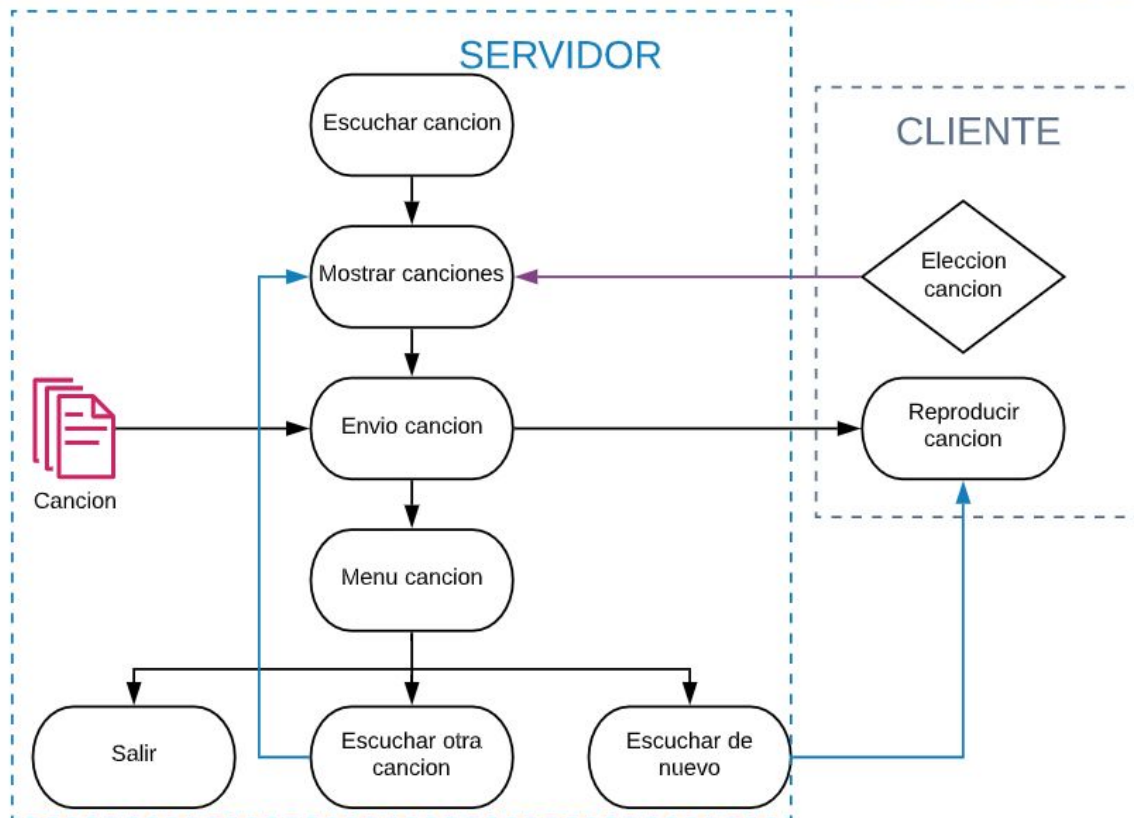 SERVIDOR
Escuchar cancion
CLIENTE
Mostrar canciones
Eleccion
cancion
Envio cancion
Reproducir
cancion
Cancion
Menu cancion
Salir
Escuchar otra
cancion
Escuchar de
nuevo